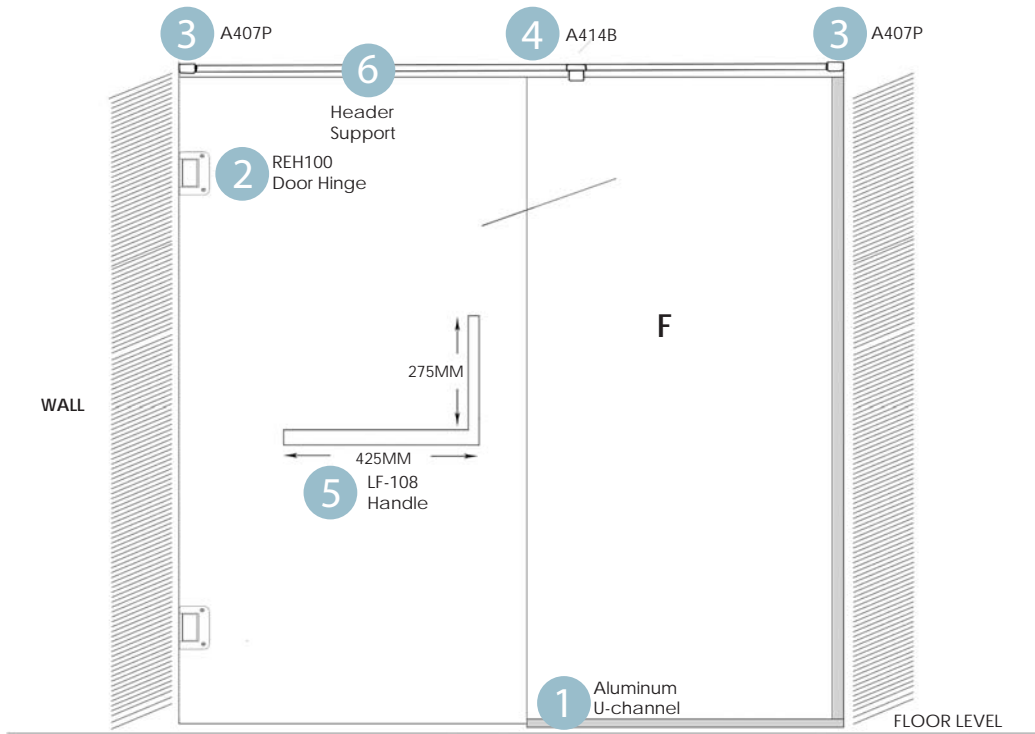 3 A407P
4 A414B
3 A407P
6
Header
Support
2 REH100
Door Hinge
F
275MM
WALL
425MM
5 LF-108
Handle
1 Aluminum
U-channel
FLOOR LEVEL